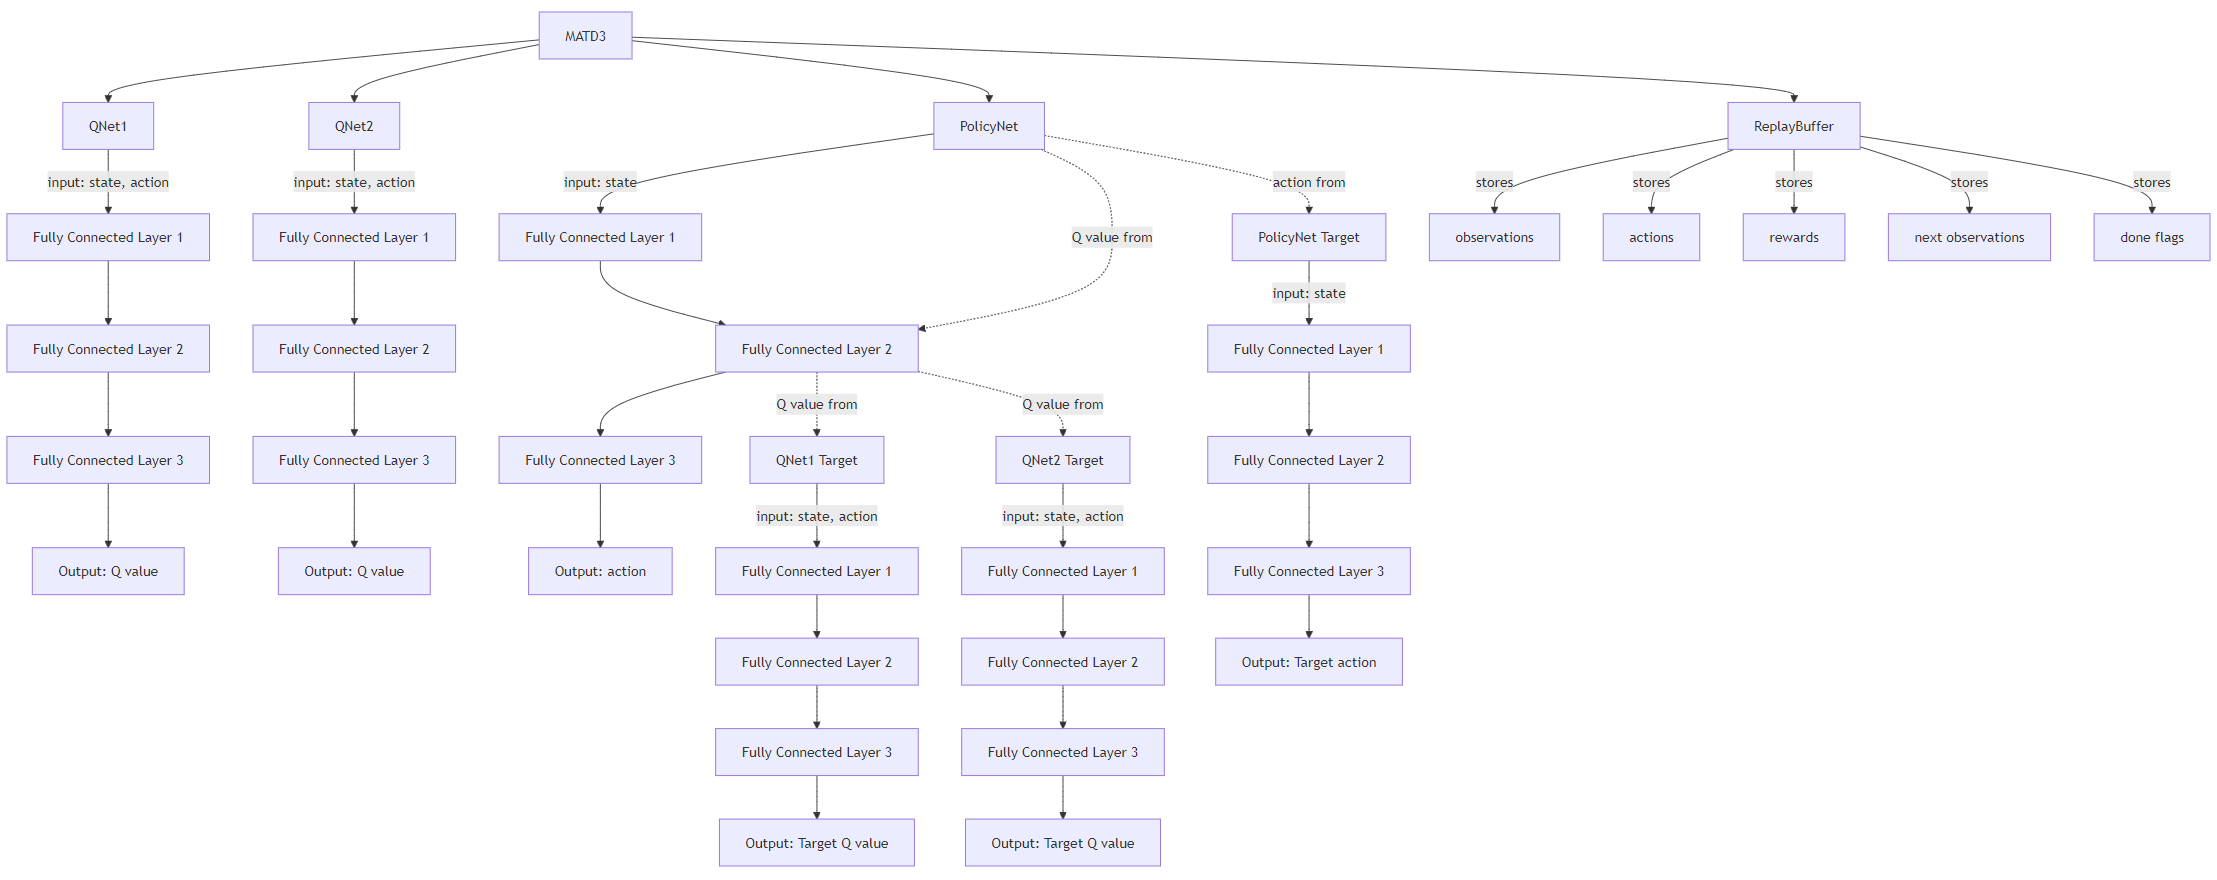 MATD3
QNet1
QNet2
PolicyNet
ReplayBuffer
input: state, action
input: state, action
input: state
action from
stores
stores
stores
stores
stores
Fully Connected Layer 1
Fully Connected Layer 1
Fully Connected Layer 1
Q value from
PolicyNet Target
observations
actions
rewards
next observations
done flags
input: state
Fully Connected Layer 2
Fully Connected Layer 2
Fully Connected Layer 2
Fully Connected Layer 1
Q value from
Q value from
Fully Connected Layer 3
Fully Connected Layer 3
Fully Connected Layer 3
QNet1 Target
QNet2 Target
Fully Connected Layer 2
input: state, action
input: state, action
Output: Q value
Output: Q value
Output: action
Fully Connected Layer 1
Fully Connected Layer 1
Fully Connected Layer 3
Fully Connected Layer 2
Fully Connected Layer 2
Output: Target action
Fully Connected Layer 3
Fully Connected Layer 3
Output: Target Q value
Output: Target Q value